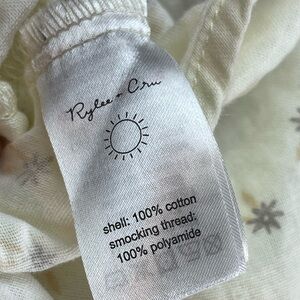 Rylee + Cru
shell: 100% cotton
smocking thread:
100% polyamide